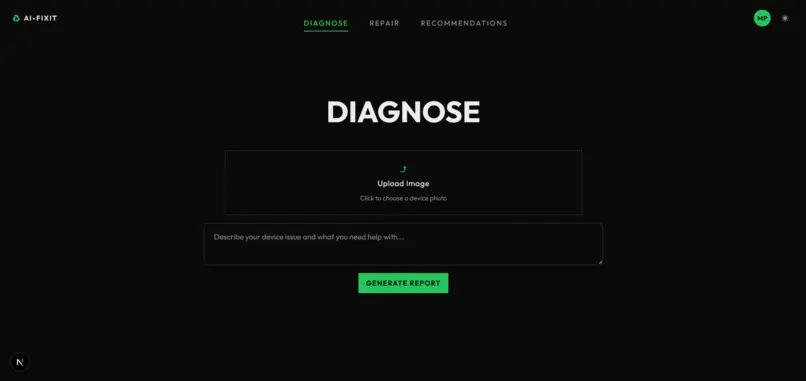 AI-FIXIT
DIAGNOSE REPAIR RECOMMENDATIONS
MP
DIAGNOSE
Upload Image
Click to choose a device photo
Describe your device issue and what you need help with...
GENERATE REPORT
N